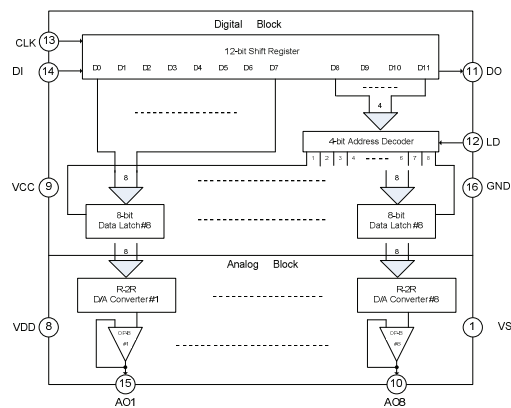 Digital Block
CLK 13
12-bit Shift Register
DI 14
D0 D1 D2 D3 D4 D5 D6 D7 D8 D9 D10 D11
11 DO
4
4-bit Address Decoder
12 LD
1 2 3 4 6 7 8
VCC
9
8
8
16
GND
8-bit
Data Latch#8
8-bit
Data Latch#8
8
8
Analog Block
R-2R
D/A Converter#1
R-2R
D/A Converter#8
VDD 8
1 VS
OP-B
#1
OP-B
#8
15
10
AO1
AO8